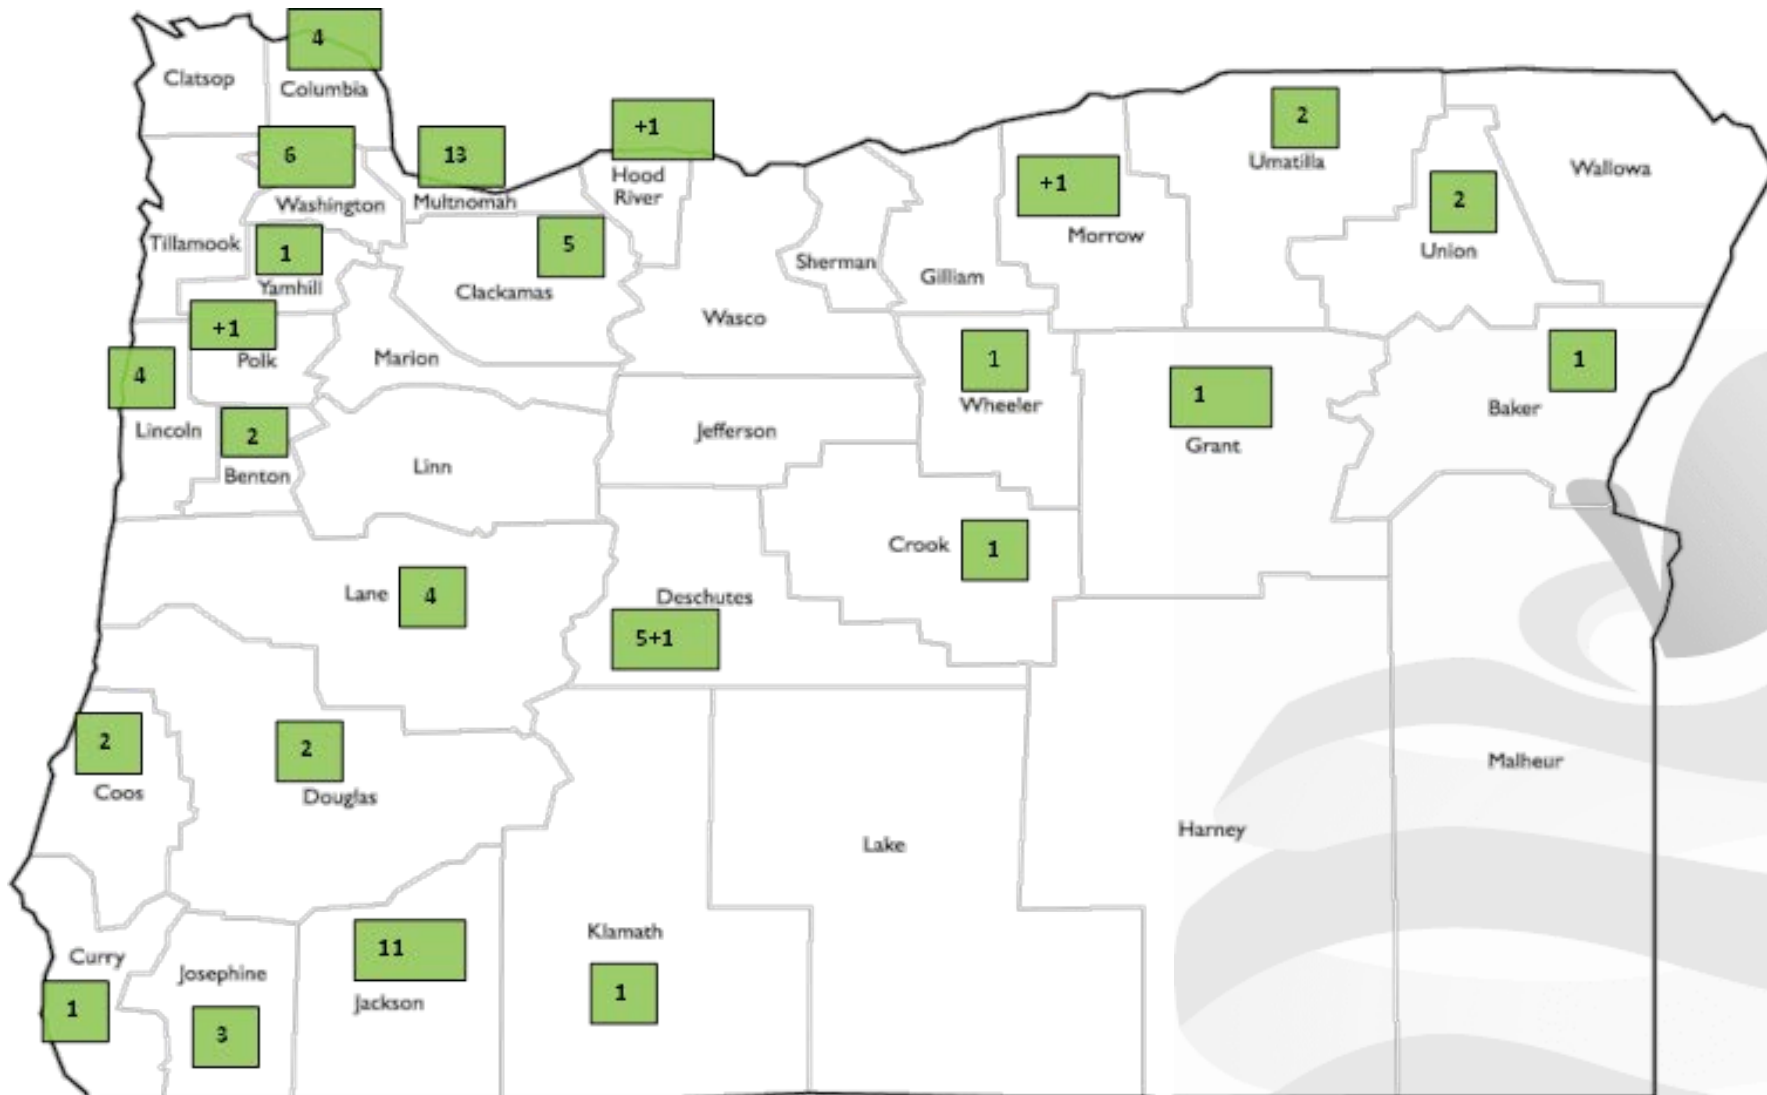 4
Clatsop
Columbia
2
+1
6
13
Umatilla
Wallowa
Hood
River
+1
2
Washington
Multnomah
Morrow
Tillamook
1
5
Union
Sherman
Gilliam
Yamhill
Clackamas
+1
Wasco
Polk
Marion
1
1
4
1
Wheeler
Baker
Lincoln
2
Jefferson
Grant
Benton
Linn
Crook
1
Lane
4
Deschutes
5+1
2
2
Malheur
Coos
Douglas
Harney
Lake
11
Klamath
Curry
Josephine
Jackson
1
1
3